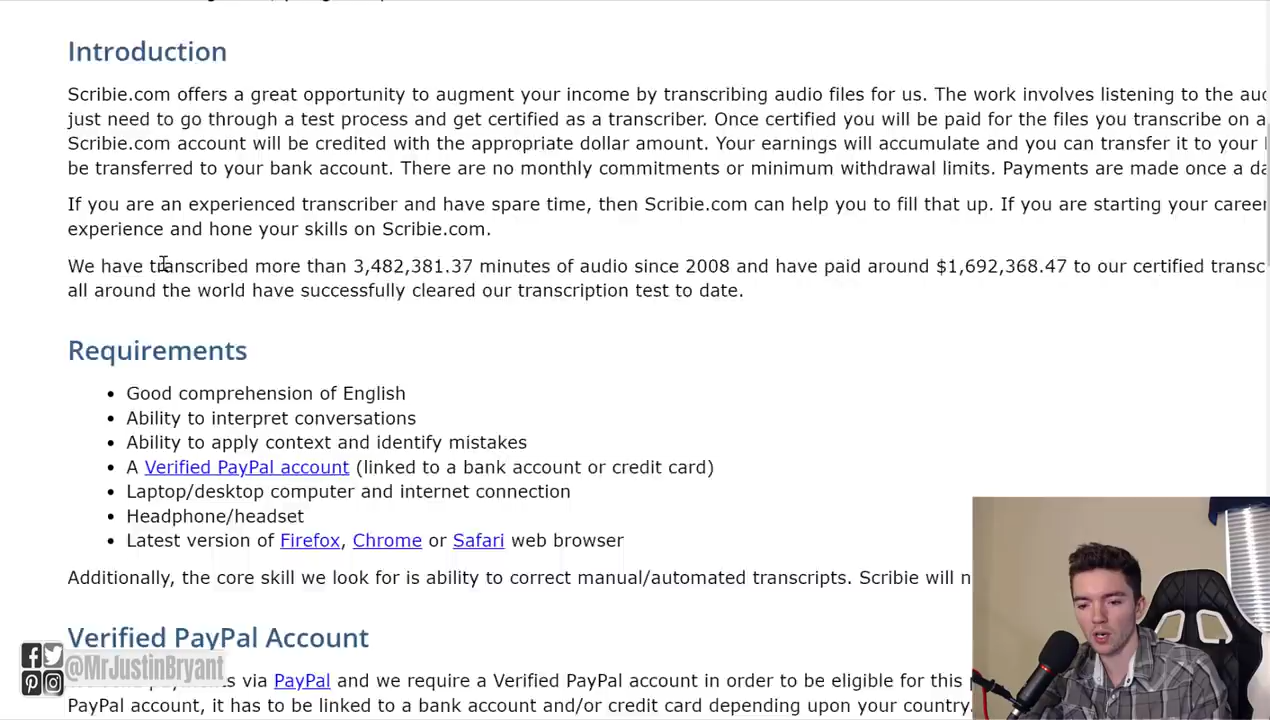 Introduction
Scribie.com offers a great opportunity to augment your income by transcribing audio files for us. The work involves listening to the
just need to go through a test process and get certified as a transcriber. Once certified you will be paid for the files you transcribe on a
Scribie.com account will be credited with the appropriate dollar amount. Your earnings will accumulate and you can transfer it to your
be transferred to your bank account. There are no monthly commitments or minimum withdrawal limits. Payments are made once a
If you are an experienced transcriber and have spare time, then Scribie.com can help you to fill that up. If you are starting your career
experience and hone your skills on Scribie.com.
We have transcribed more than 3,482,381.37 minutes of audio since 2008 and have paid around $1,692,368.47 to our certified
all around the world have successfully cleared our transcription test to date.
Requirements
• Good comprehension of English
• Ability to interpret conversations
• Ability to apply context and identify mistakes
• A Verified PayPal account (linked to a bank account or credit card)
• Laptop/desktop computer and internet connection
• Headphone/headset
• Latest version of Firefox, Chrome or Safari web browser
Additionally, the core skill we look for is ability to correct manual/automated transcripts. Scribie will
Verified PayPal Account
@MrJustinBryant
via PayPal and we require a Verified PayPal account in order to be eligible for this
PayPal account, it has to be linked to a bank account and/or credit card depending upon your country.